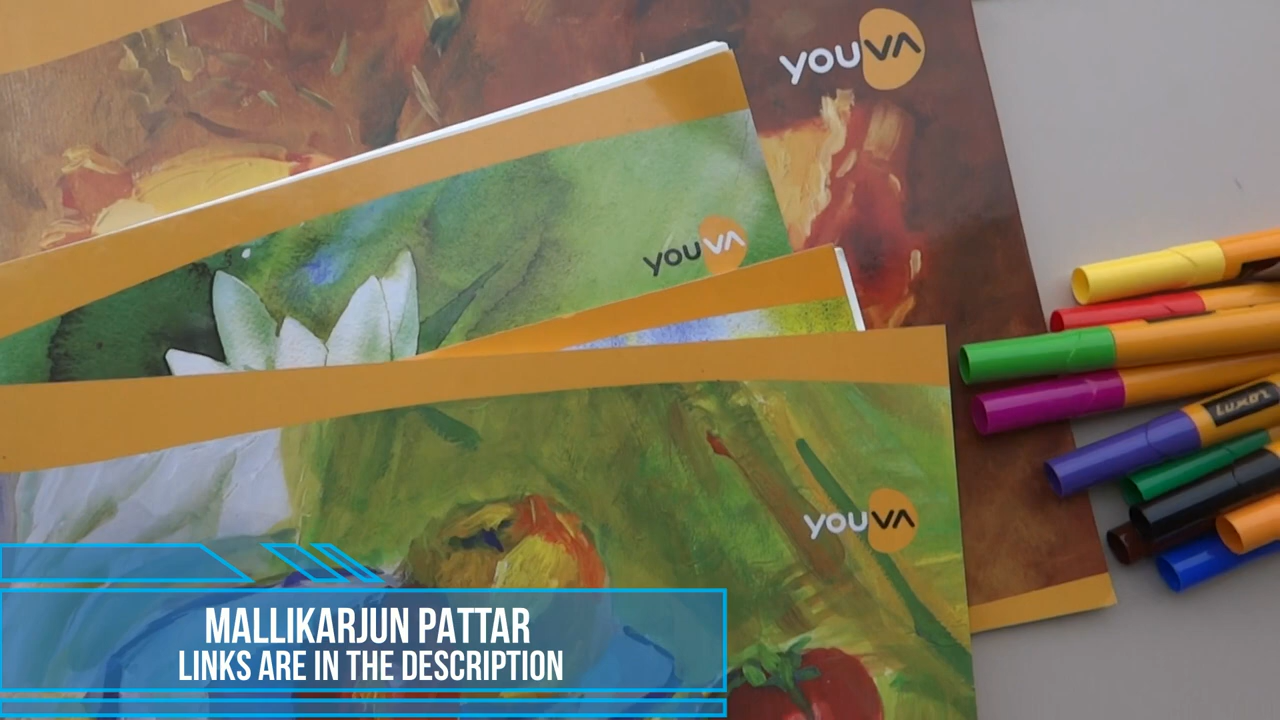 youVA
youVA
youVA
LUXOR
MALLIKARJUN PATTAR
LINKS ARE IN THE DESCRIPTION